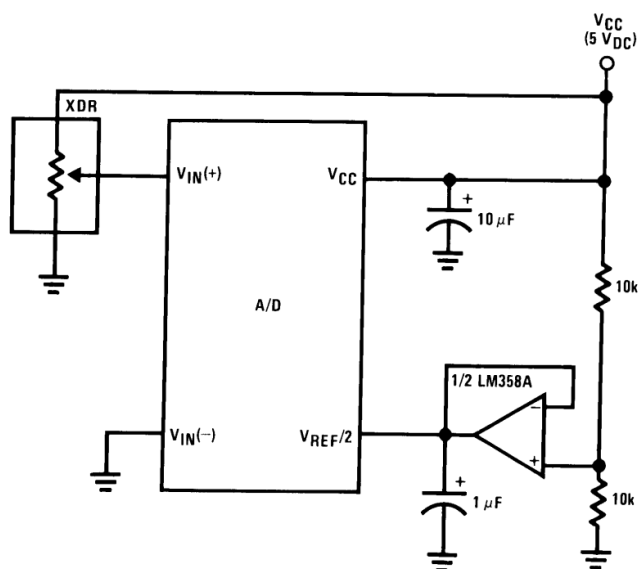 VCC
(5 VDC)
XDR
VIN(+)
VCC
+
10 μF
10k
A/D
1/2 LM358A
−
+
VIN(−)
VREF/2
+
1 μF
10k